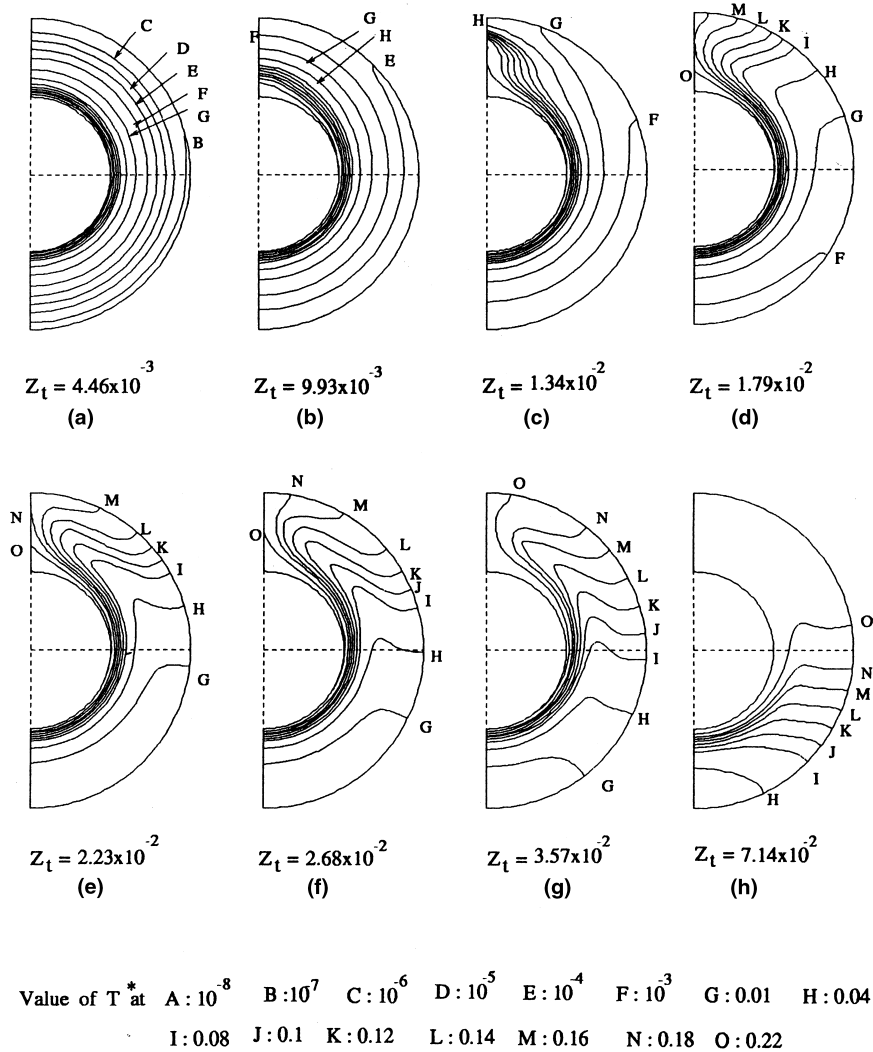 C
D
E
F
G
B
F
G
H
E
H
G
F
M
L
K
I
O
H
G
F
Z_t = 4.46x10^-3
Z_t = 9.93x10^-3
Z_t = 1.34x10^-2
Z_t = 1.79x10^-2
(a)
(b)
(c)
(d)
N
O
M
L
K
I
H
G
N
O
M
L
K
J
I
H
G
O
N
M
L
K
J
I
H
G
O
N
M
L
K
J
I
H
Z_t = 2.23x10^-2
Z_t = 2.68x10^-2
Z_t = 3.57x10^-2
Z_t = 7.14x10^-2
(e)
(f)
(g)
(h)
Value of T* at A : 10^-8 B :10^-7 C : 10^-6 D : 10^-5 E : 10^-4 F : 10^-3 G : 0.01 H : 0.04
I : 0.08 J : 0.1 K : 0.12 L : 0.14 M : 0.16 N : 0.18 O : 0.22